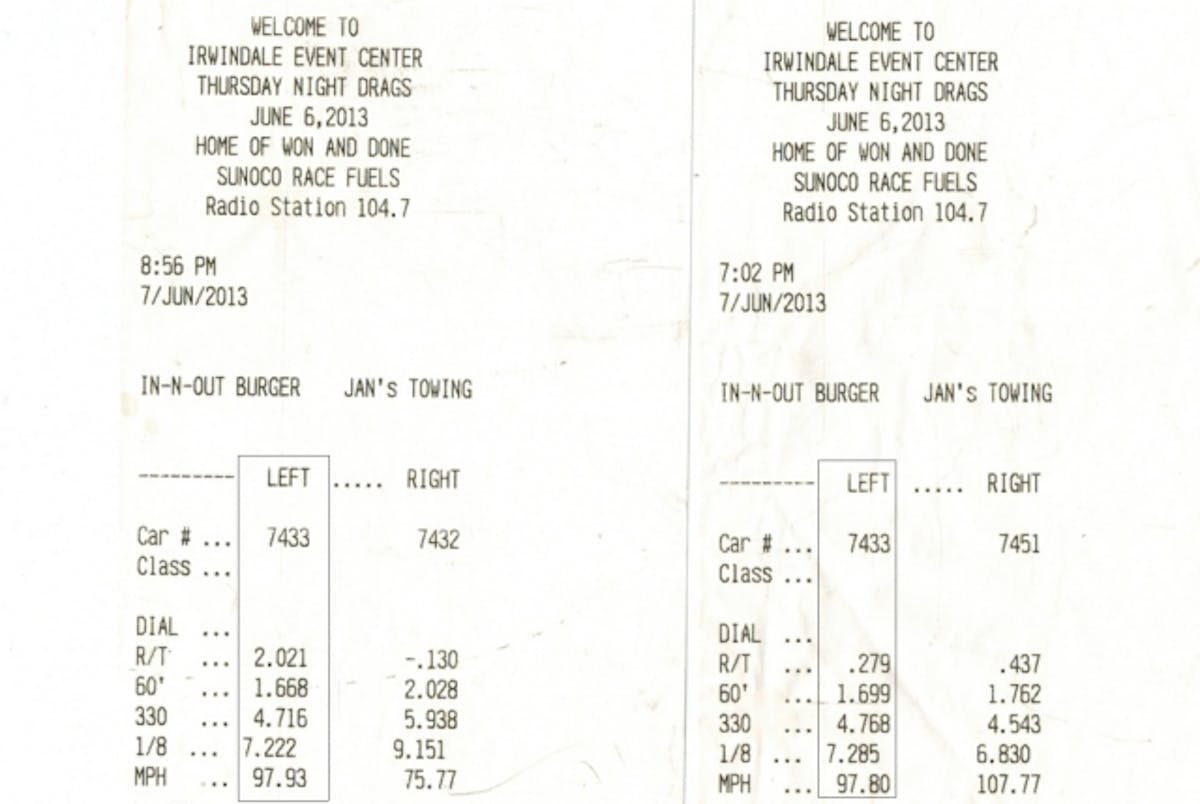 WELCOME TO
IRWINDALE EVENT CENTER
THURSDAY NIGHT DRAGS
JUNE 6,2013
HOME OF WON AND DONE
SUNOCO RACE FUELS
Radio Station 104.7
8:56 PM
7/JUN/2013
IN-N-OUT BURGER JAN's TOWING
---------- LEFT ..... RIGHT
Car # ... 7433 7432
Class ...
DIAL ...
R/T ... 2.021 -.130
60' ... 1.668 2.028
330 ... 4.716 5.938
1/8 ... 7.222 9.151
MPH ... 97.93 75.77
WELCOME TO
IRWINDALE EVENT CENTER
THURSDAY NIGHT DRAGS
JUNE 6,2013
HOME OF WON AND DONE
SUNOCO RACE FUELS
Radio Station 104.7
7:02 PM
7/JUN/2013
IN-N-OUT BURGER JAN's TOWING
---------- LEFT ..... RIGHT
Car # ... 7433 7451
Class ...
DIAL ...
R/T ... .279 .437
60' ... 1.699 1.762
330 ... 4.768 4.543
1/8 ... 7.285 6.830
MPH ... 97.80 107.77